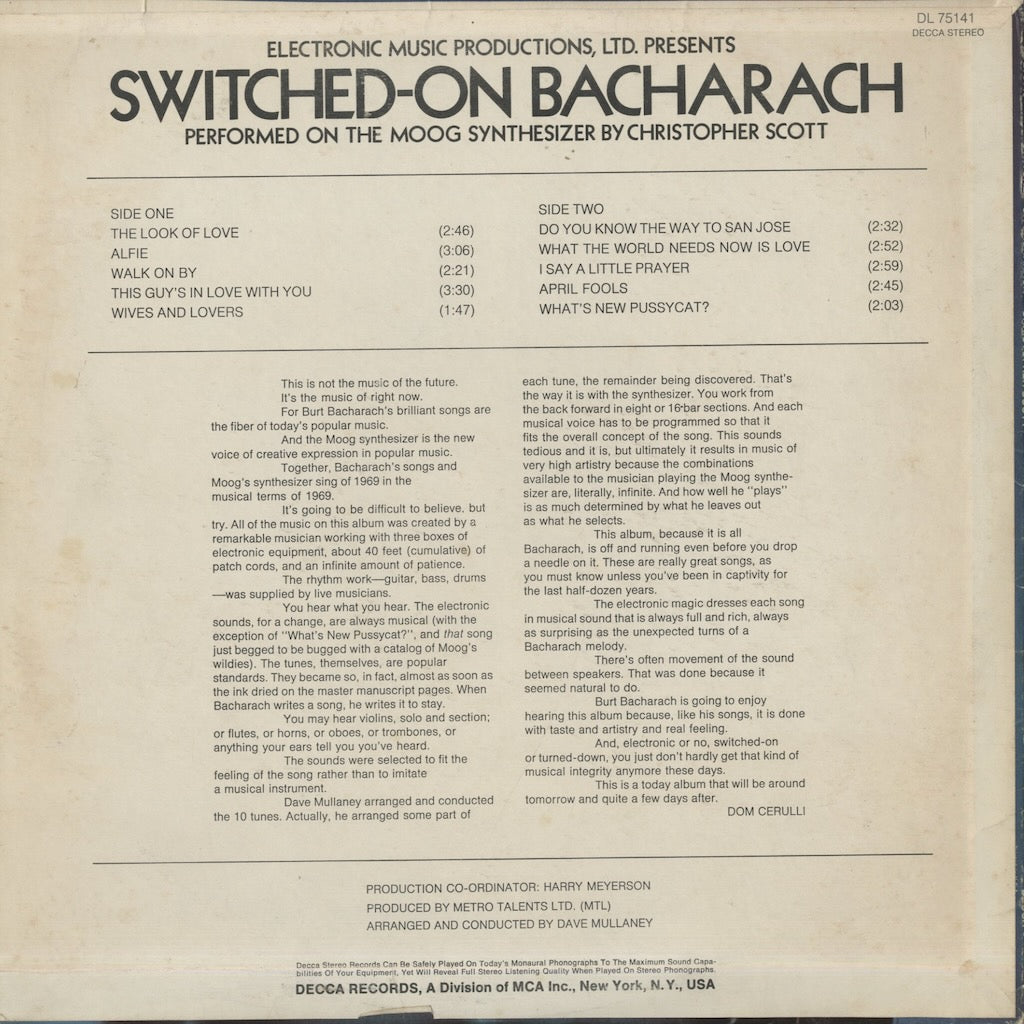 DL 75141
DECCA STEREO
ELECTRONIC MUSIC PRODUCTIONS, LTD. PRESENTS
SWITCHED-ON BACHARACH
PERFORMED ON THE MOOG SYNTHESIZER BY CHRISTOPHER SCOTT
SIDE ONE
THE LOOK OF LOVE (2:46)
ALFIE (3:06)
WALK ON BY (2:21)
THIS GUY'S IN LOVE WITH YOU (3:30)
WIVES AND LOVERS (1:47)
SIDE TWO
DO YOU KNOW THE WAY TO SAN JOSE (2:32)
WHAT THE WORLD NEEDS NOW IS LOVE (2:52)
I SAY A LITTLE PRAYER (2:59)
APRIL FOOLS (2:45)
WHAT'S NEW PUSSYCAT? (2:03)
This is not the music of the future.
It's the music of right now.
For Burt Bacharach's brilliant songs are
the fiber of today's popular music.
And the Moog synthesizer is the new
voice of creative expression in popular music.
Together, Bacharach's songs and
Moog's synthesizer sing of 1969 in the
musical terms of 1969.
It's going to be difficult to believe. but
try. All of the music on this album was created by a
remarkable musician working with three boxes of
electronic equipment, about 40 feet (cumulative) of
patch cords, and an infinite amount of patience.
The rhythm work—guitar, bass, drums
—was supplied by live musicians.
You hear what you hear. The electronic
sounds, for a change, are always musical (with the
exception of "What's New Pussycat?", and that song
just begged to be bugged with a catalog of Moog's
wildies). The tunes, themselves, are popular
standards. They became so, in fact, almost as soon as
the ink dried on the master manuscript pages. When
Bacharach writes a song, he writes it to stay.
You may hear violins, solo and section;
or flutes, or horns, or oboes, or trombones, or
anything your ears tell you you've heard.
The sounds were selected to fit the
feeling of the song rather than to imitate
a musical instrument.
Dave Mullaney arranged and conducted
the 10 tunes. Actually, he arranged some part of
each tune, the remainder being discovered. That's
the way it is with the synthesizer. You work from
the back forward in eight or 16-bar sections. And each
musical voice has to be programmed so that it
fits the overall concept of the song. This sounds
tedious and it is, but ultimately it results in music of
very high artistry because the combinations
available to the musician playing the Moog synthe-
sizer are, literally, infinite. And how well he "plays"
is as much determined by what he leaves out
as what he selects.
This album, because it is all
Bacharach, is off and running even before you drop
a needle on it. These are really great songs, as
you must know unless you've been in captivity for
the last half-dozen years.
The electronic magic dresses each song
in musical sound that is always full and rich, always
as surprising as the unexpected turns of a
Bacharach melody.
There's often movement of the sound
between speakers. That was done because it
seemed natural to do.
Burt Bacharach is going to enjoy
hearing this album because, like his songs, it is done
with taste and artistry and real feeling.
And, electronic or no, switched-on
or turned-down, you just don't hardly get that kind of
musical integrity anymore these days.
This is a today album that will be around
tomorrow and quite a few days after.
DOM CERULLI
PRODUCTION CO-ORDINATOR: HARRY MEYERSON
PRODUCED BY METRO TALENTS LTD. (MTL)
ARRANGED AND CONDUCTED BY DAVE MULLANEY
Decca Stereo Records Can Be Safely Played On Today's Monaural Phonographs To The Maximum Sound Capa-
bilities Of Your Equipment, Yet Will Reveal Full Stereo Listening Quality When Played On Stereo Phonographs.
DECCA RECORDS, A Division of MCA Inc., New York, N.Y., USA